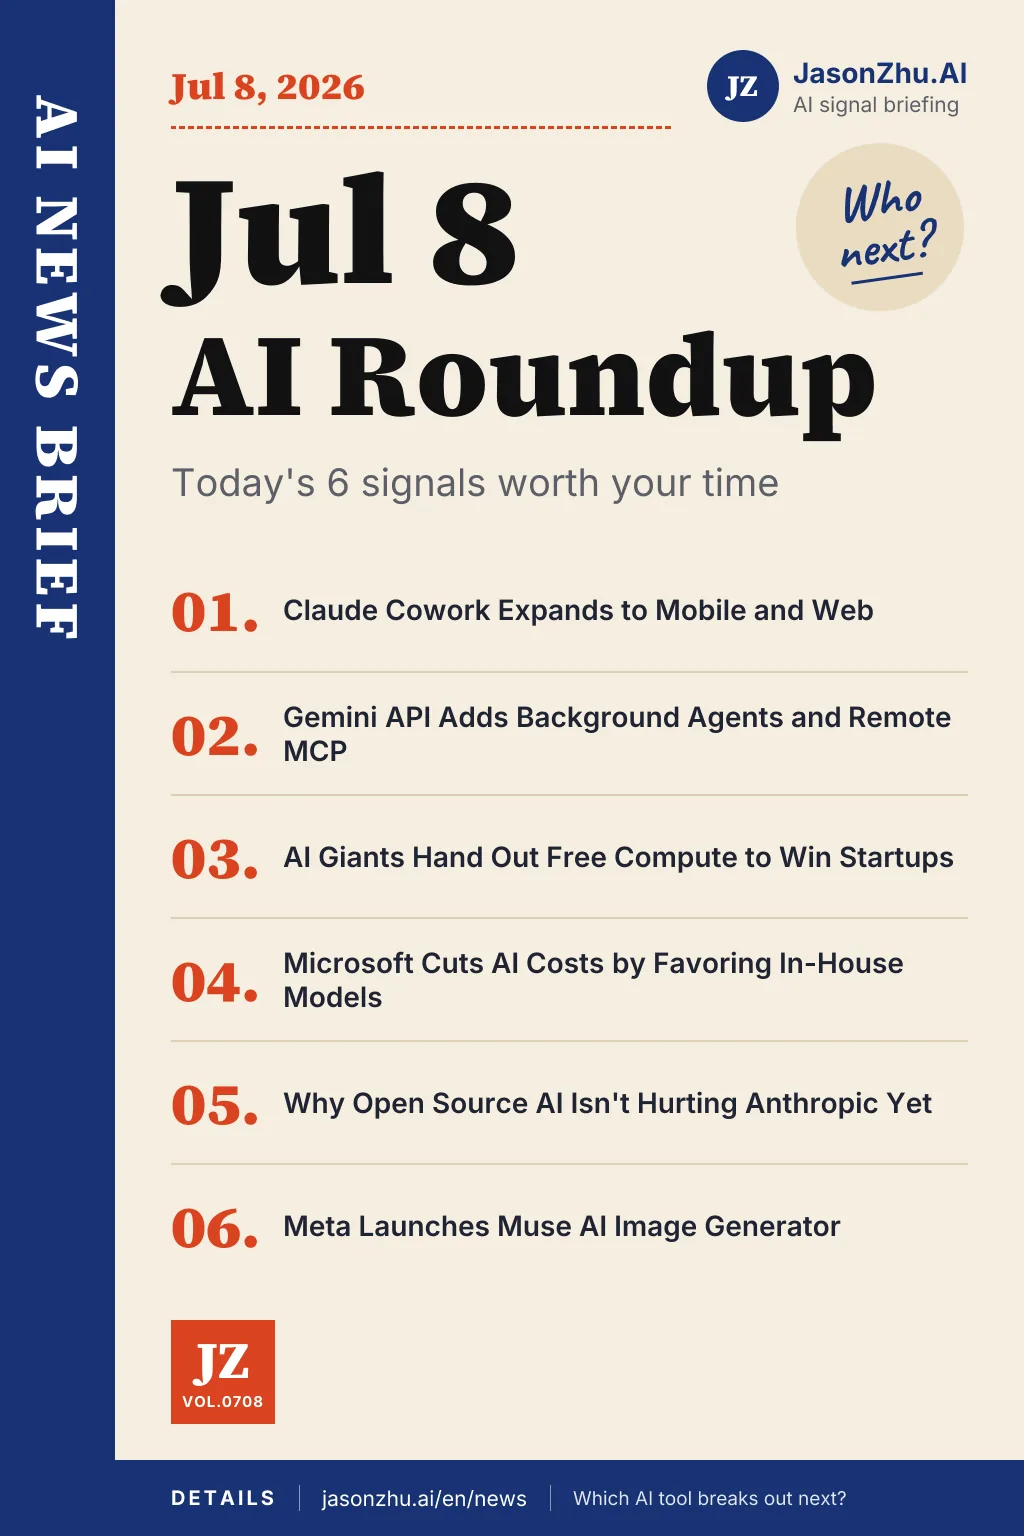 AI NEWS BRIEF
Jul 8, 2026
JZ
JasonZhu.AI
AI signal briefing
Who
next?
Jul 8
AI Roundup
Today's 6 signals worth your time
01. Claude Cowork Expands to Mobile and Web
02. Gemini API Adds Background Agents and Remote
MCP
03. AI Giants Hand Out Free Compute to Win Startups
04. Microsoft Cuts AI Costs by Favoring In-House
Models
05. Why Open Source AI Isn't Hurting Anthropic Yet
06. Meta Launches Muse AI Image Generator
JZ
VOL.0708
DETAILS jasonzhu.ai/en/news Which AI tool breaks out next?